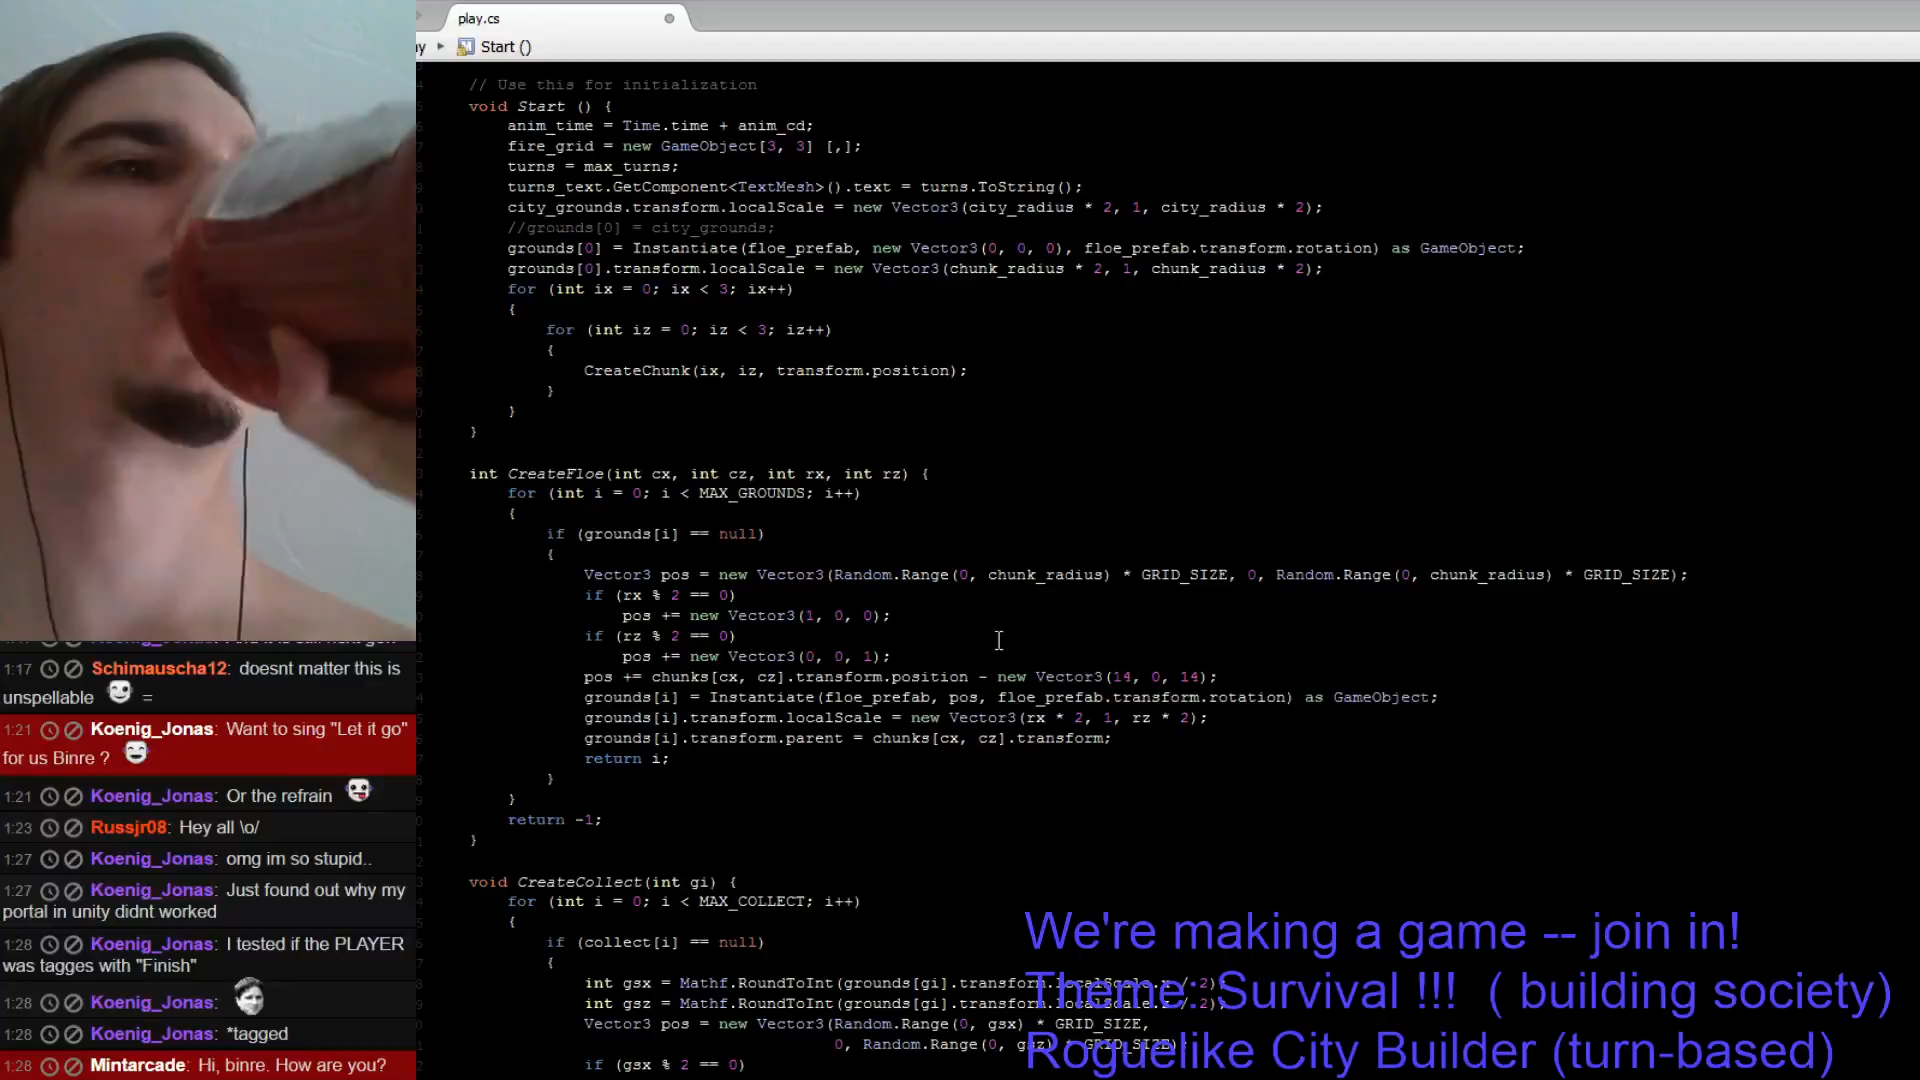 play.cs
Start ()
// Use this for initialization
void Start () {
anim_time = Time.time + anim_cd;
fire_grid = new GameObject[3, 3] [,];
turns = max_turns;
turns_text.GetComponent<TextMesh>().text = turns.ToString();
city_grounds.transform.localScale = new Vector3(city_radius * 2, 1, city_radius * 2);
//grounds[0] = city_grounds;
grounds[0] = Instantiate(floe_prefab, new Vector3(0, 0, 0), floe_prefab.transform.rotation) as GameObject;
grounds[0].transform.localScale = new Vector3(chunk_radius * 2, 1, chunk_radius * 2);
for (int ix = 0; ix < 3; ix++)
{
for (int iz = 0; iz < 3; iz++)
{
CreateChunk(ix, iz, transform.position);
}
}
}
int CreateFloe(int cx, int cz, int rx, int rz) {
for (int i = 0; i < MAX_GROUNDS; i++)
{
if (grounds[i] == null)
{
Vector3 pos = new Vector3(Random.Range(0, chunk_radius) * GRID_SIZE, 0, Random.Range(0, chunk_radius) * GRID_SIZE);
if (rx % 2 == 0)
pos += new Vector3(1, 0, 0);
if (rz % 2 == 0)
pos += new Vector3(0, 0, 1);
pos += chunks[cx, cz].transform.position - new Vector3(14, 0, 14);
grounds[i] = Instantiate(floe_prefab, pos, floe_prefab.transform.rotation) as GameObject;
grounds[i].transform.localScale = new Vector3(rx * 2, 1, rz * 2);
grounds[i].transform.parent = chunks[cx, cz].transform;
return i;
}
}
return -1;
}
void CreateCollect(int gi) {
for (int i = 0; i < MAX_COLLECT; i++)
{
if (collect[i] == null)
{
int gsx = Mathf.RoundToInt(grounds[gi].transform.localScale.x / 2);
int gsz = Mathf.RoundToInt(grounds[gi].transform.localScale.z / 2);
Vector3 pos = new Vector3(Random.Range(0, gsx) * GRID_SIZE,
0, Random.Range(0, gsz) * GRID_SIZE);
if (gsx % 2 == 0)
We're making a game -- join in!
Theme: Survival !!! ( building society)
Roguelike City Builder (turn-based)
1:17 Schimauscha12: doesnt matter this is
unspellable =
1:21 Koenig_Jonas: Want to sing "Let it go"
for us Binre ?
1:21 Koenig_Jonas: Or the refrain
1:23 Russjr08: Hey all \o/
1:27 Koenig_Jonas: omg im so stupid..
1:27 Koenig_Jonas: Just found out why my
portal in unity didnt worked
1:28 Koenig_Jonas: I tested if the PLAYER
was tagges with "Finish"
1:28 Koenig_Jonas:
1:28 Koenig_Jonas: *tagged
1:28 Mintarcade: Hi, binre. How are you?